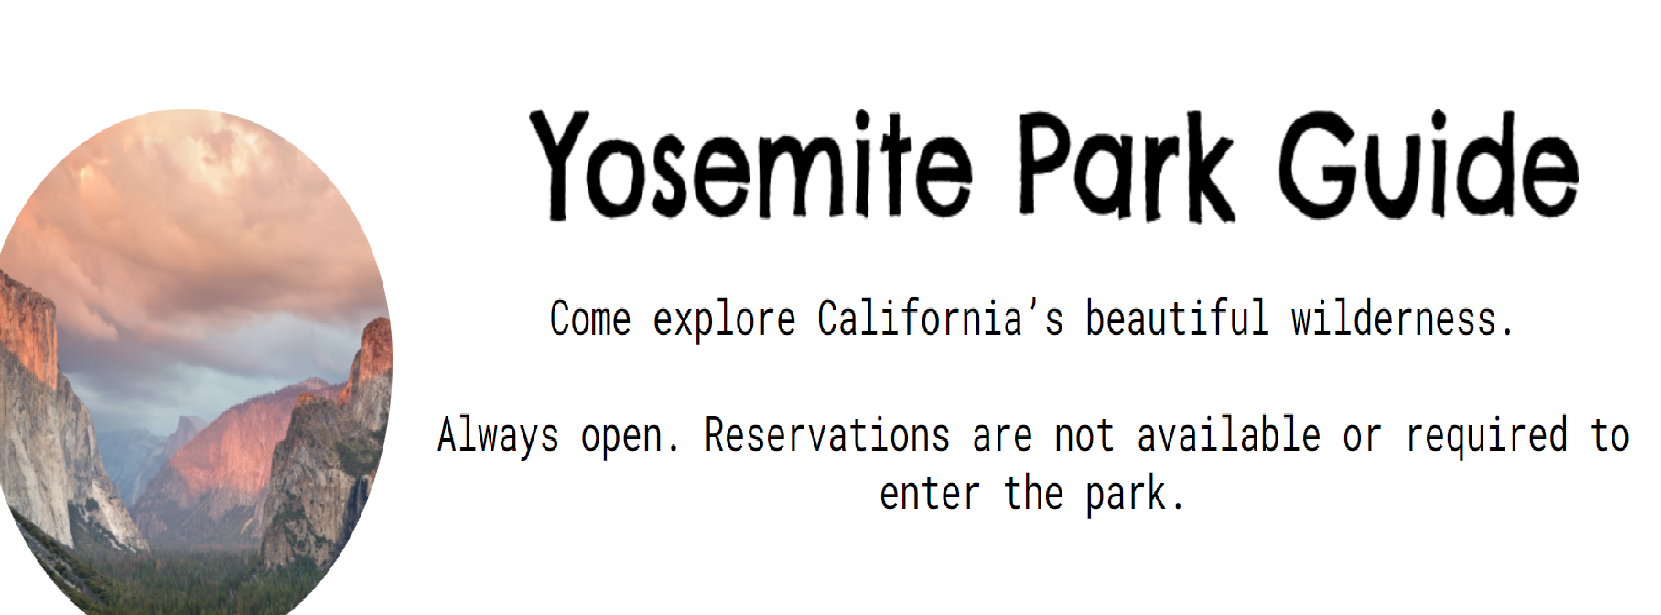 Yosemite Park Guide
Come explore California’s beautiful wilderness.
Always open. Reservations are not available or required to
enter the park.